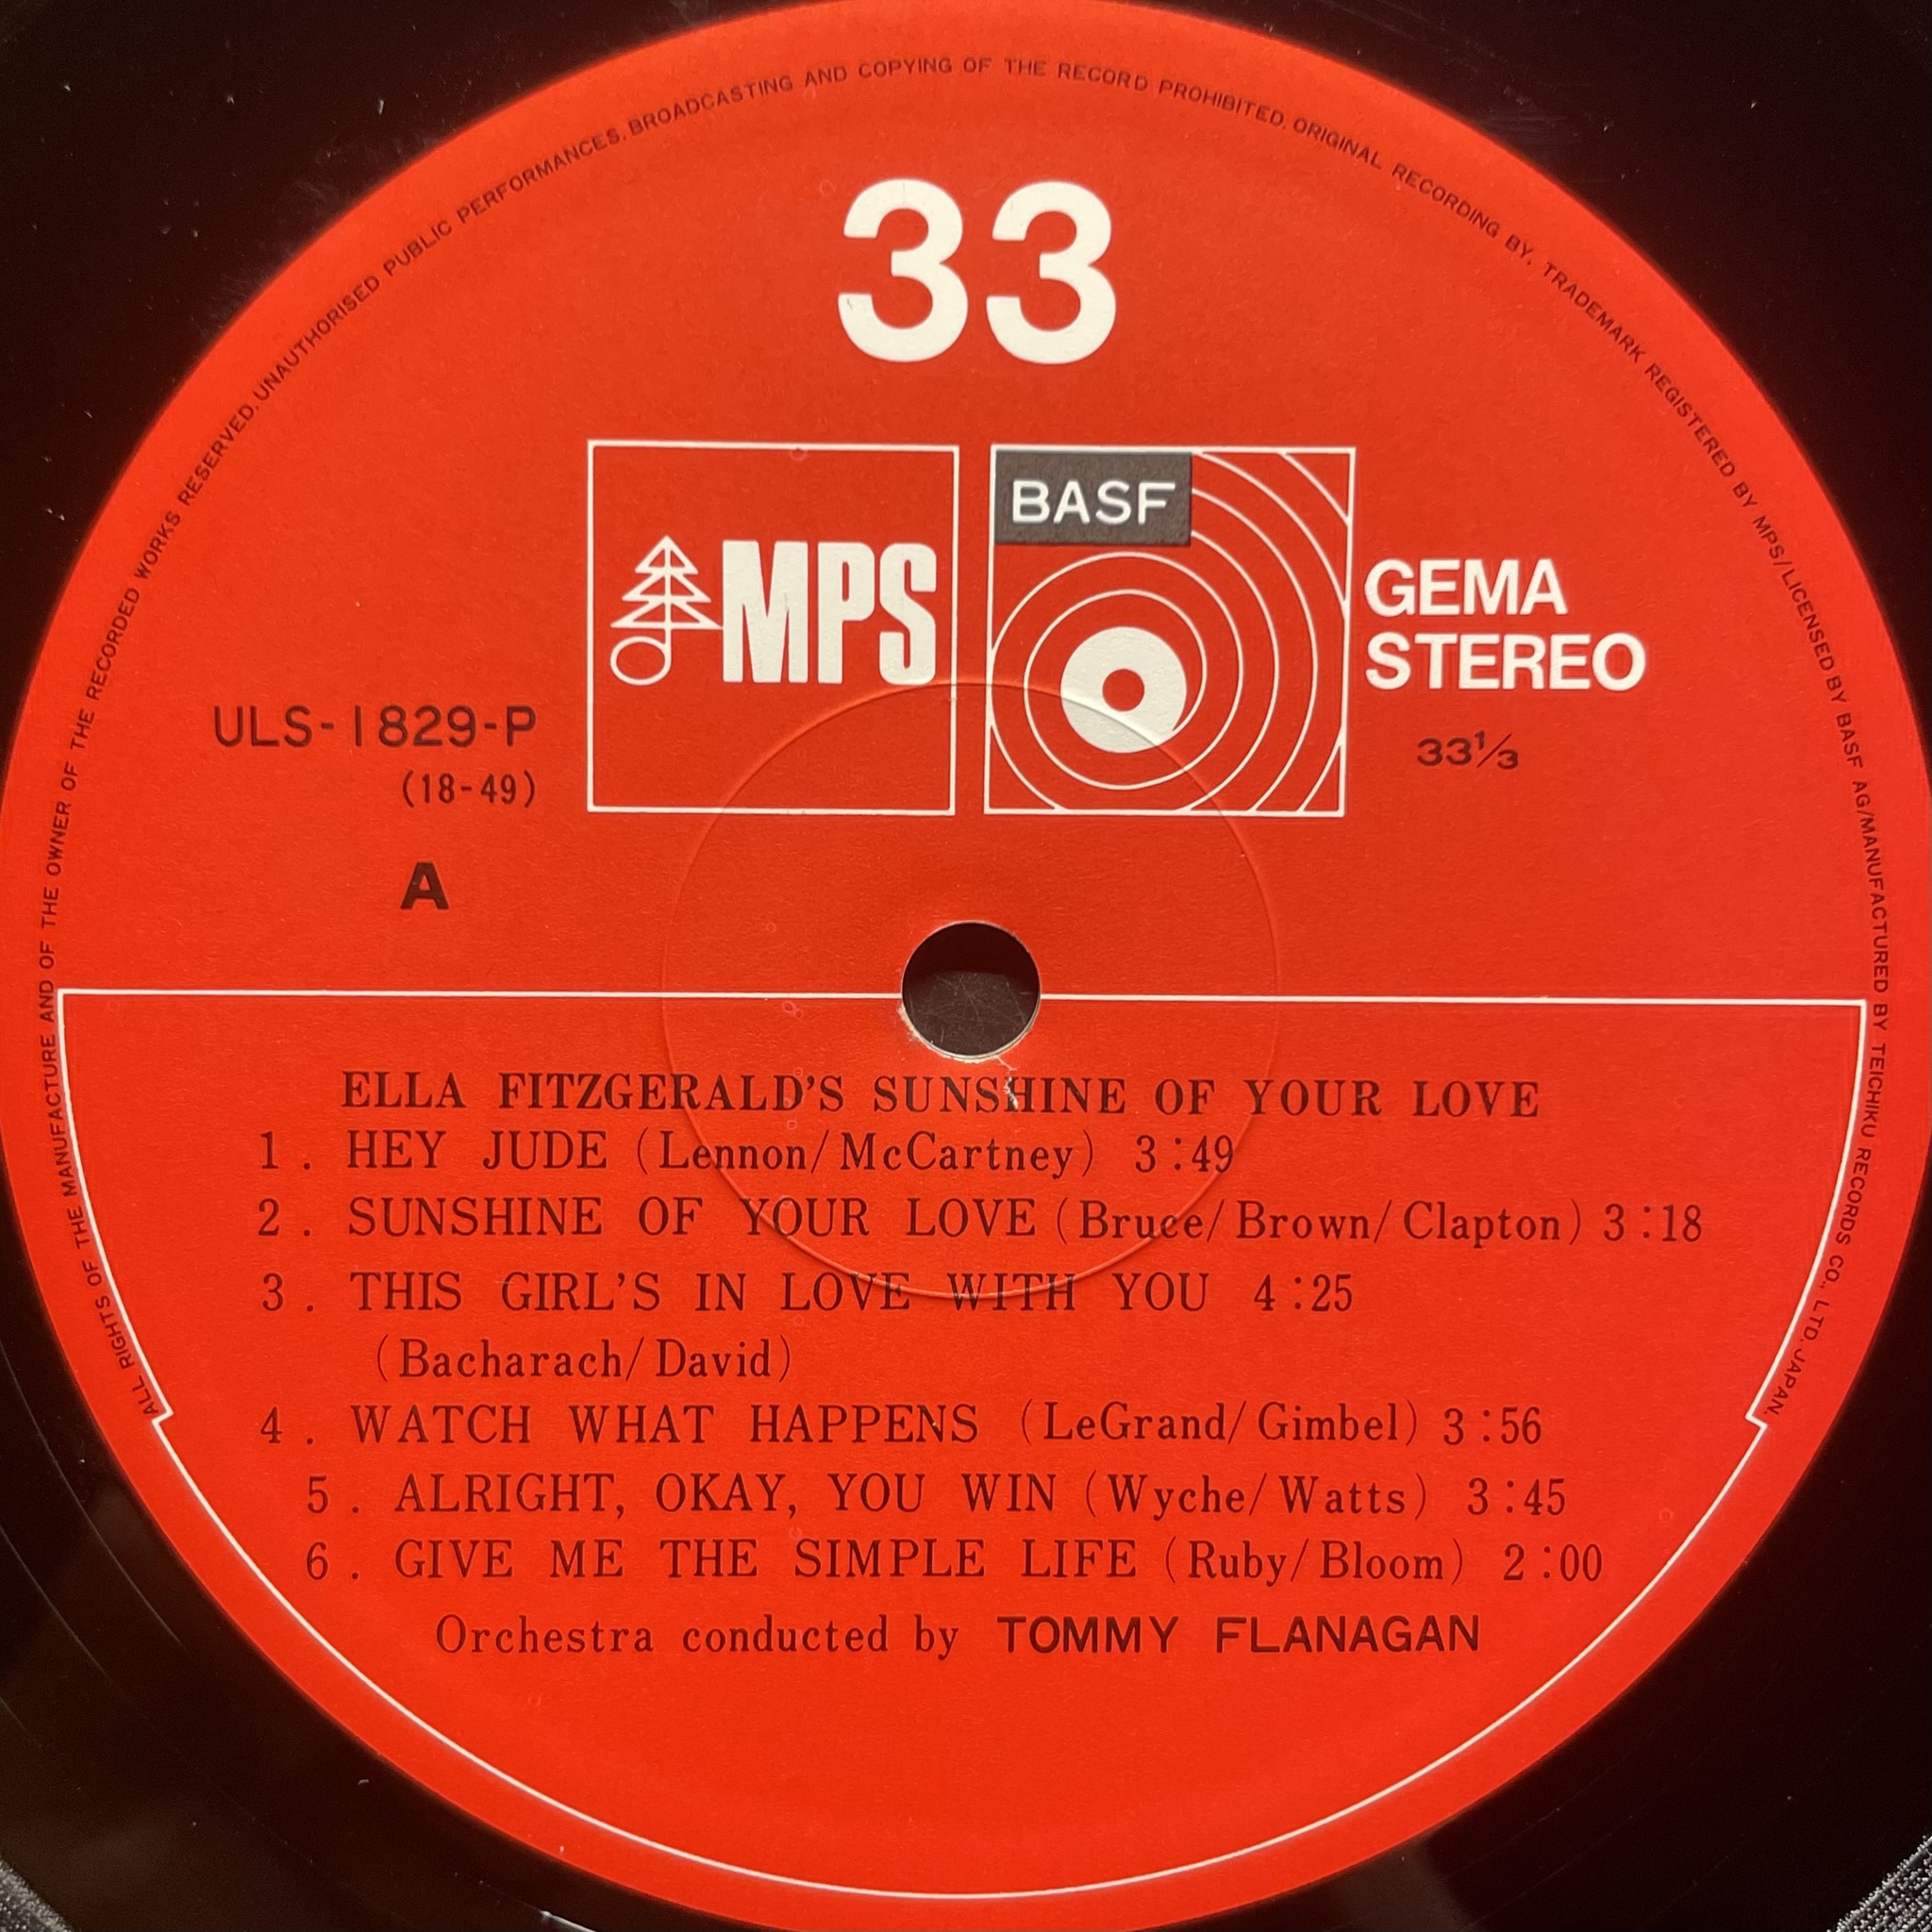 ALL RIGHTS OF THE MANUFACTURE AND OF THE OWNER OF THE RECORDED WORKS RESERVED. UNAUTHORISED PUBLIC PERFORMANCES. BROADCASTING AND COPYING OF THE RECORD PROHIBITED. ORIGINAL RECORDING BY, TRADEMARK REGISTERED BY MPS/LICENSED BY BASF AG/MANUFACTURED BY TEICHIKU RECORDS CO., LTD. JAPAN.
33
MPS
BASF
GEMA
STEREO
ULS-1829-P
33⅓
(18-49)
A
ELLA FITZGERALD'S SUNSHINE OF YOUR LOVE
1. HEY JUDE (Lennon/McCartney) 3:49
2. SUNSHINE OF YOUR LOVE (Bruce/Brown/Clapton) 3:18
3. THIS GIRL'S IN LOVE WITH YOU 4:25
(Bacharach/David)
4. WATCH WHAT HAPPENS (LeGrand/Gimbel) 3:56
5. ALRIGHT, OKAY, YOU WIN (Wyche/Watts) 3:45
6. GIVE ME THE SIMPLE LIFE (Ruby/Bloom) 2:00
Orchestra conducted by TOMMY FLANAGAN